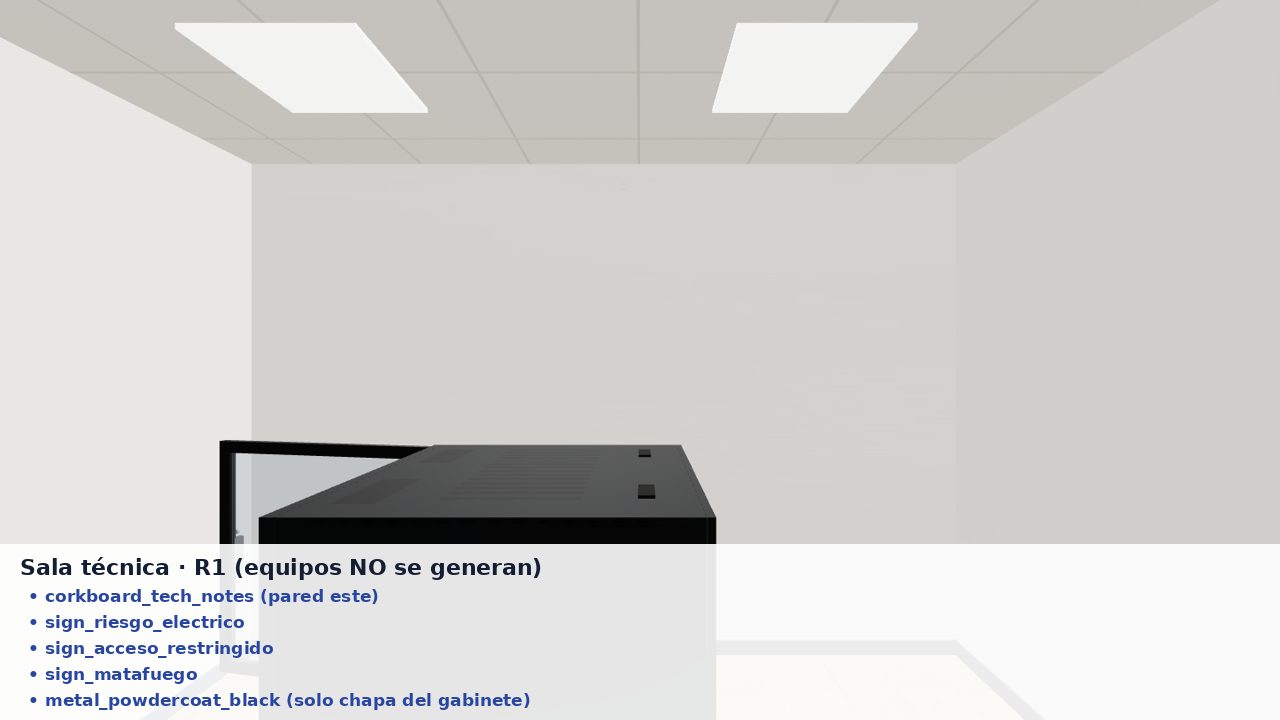 Sala técnica · R1 (equipos NO se generan)
• corkboard_tech_notes (pared este)
• sign_riesgo_electrico
• sign_acceso_restringido
• sign_matafuego
• metal_powdercoat_black (solo chapa del gabinete)